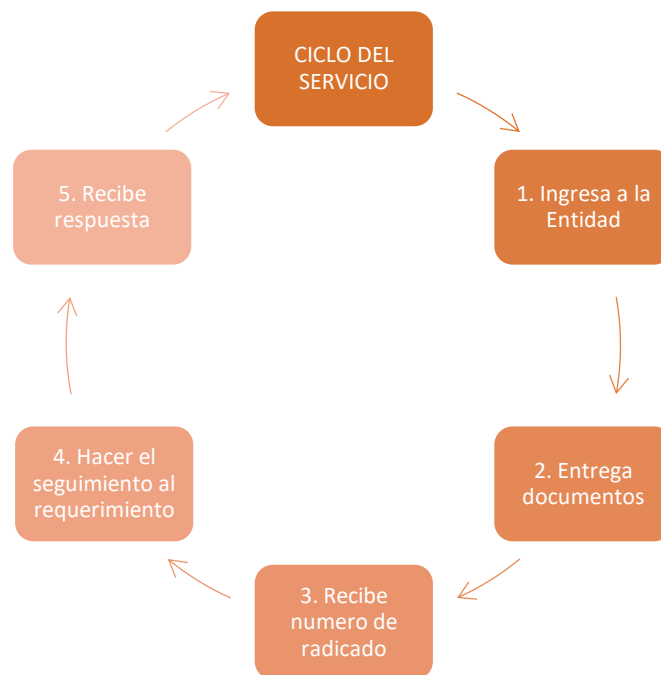 CICLO DEL
SERVICIO
1. Ingresa a la
Entidad
2. Entrega
documentos
3. Recibe
numero de
radicado
4. Hacer el
seguimiento al
requerimiento
5. Recibe
respuesta